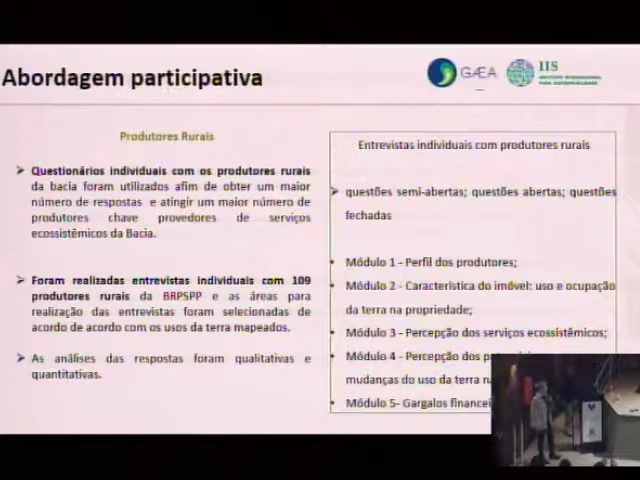 Abordagem participativa
GÆA
IIS
INSTITUTO INTERNACIONAL
PARA SUSTENTABILIDADE
Produtores Rurais
➢ Questionários individuais com os produtores rurais
da bacia foram utilizados afim de obter um maior
número de respostas e atingir um maior número de
produtores chave provedores de serviços
ecossistêmicos da Bacia.
➢ Foram realizadas entrevistas individuais com 109
produtores rurais da BRPSPP e as áreas para
realização das entrevistas foram selecionadas de
acordo de acordo com os usos da terra mapeados.
➢ As análises das respostas foram qualitativas e
quantitativas.
Entrevistas individuais com produtores rurais
➢ questões semi-abertas; questões abertas; questões
fechadas
• Módulo 1 - Perfil dos produtores;
• Módulo 2 - Característica do imóvel: uso e ocupação
da terra na propriedade;
• Módulo 3 - Percepção dos serviços ecossistêmicos;
• Módulo 4 - Percepção dos
mudanças do uso da terra
• Módulo 5- Gargalos